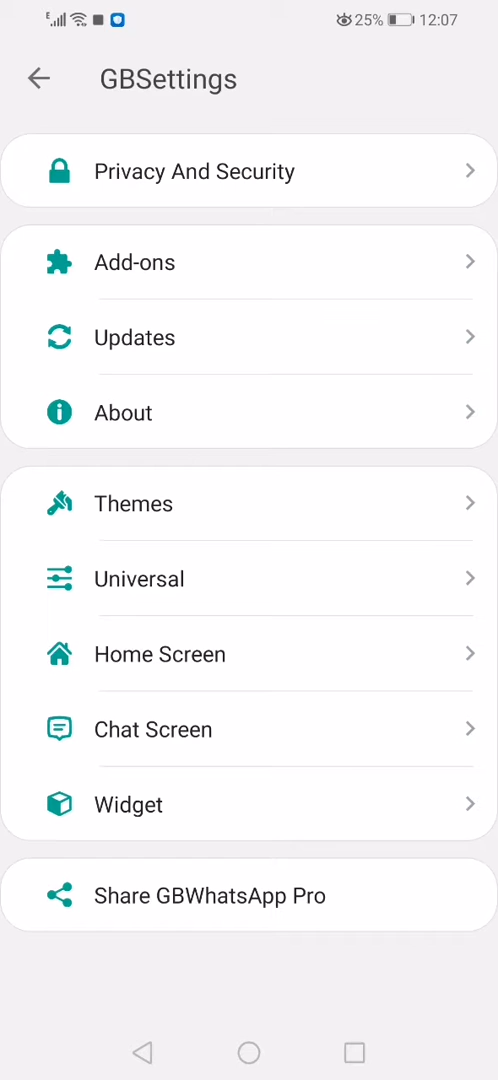 E 25% 12:07
GBSettings
Privacy And Security
Add-ons
Updates
About
Themes
Universal
Home Screen
Chat Screen
Widget
Share GBWhatsApp Pro